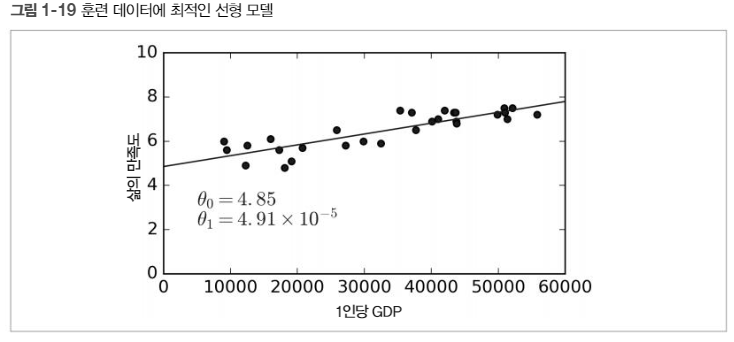 그림 1-19 훈련 데이터에 최적인 선형 모델
10
8
6
4
2
0
삶의 만족도
θ₀ = 4.85
θ₁ = 4.91 × 10⁻⁵
0 10000 20000 30000 40000 50000 60000
1인당 GDP